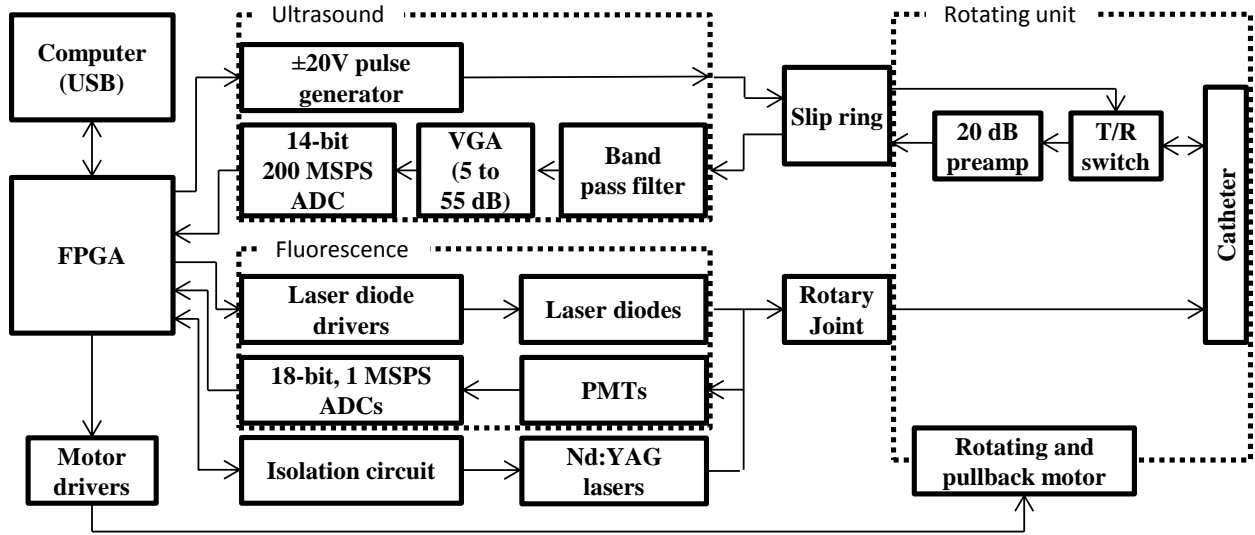 Ultrasound
Rotating unit
Computer
(USB)
±20V pulse
generator
Slip ring
20 dB
preamp
T/R
switch
Catheter
14-bit
200 MSPS
ADC
VGA
(5 to
55 dB)
Band
pass filter
FPGA
Fluorescence
Laser diode
drivers
Laser diodes
Rotary
Joint
18-bit, 1 MSPS
ADCs
PMTs
Motor
drivers
Isolation circuit
Nd:YAG
lasers
Rotating and
pullback motor